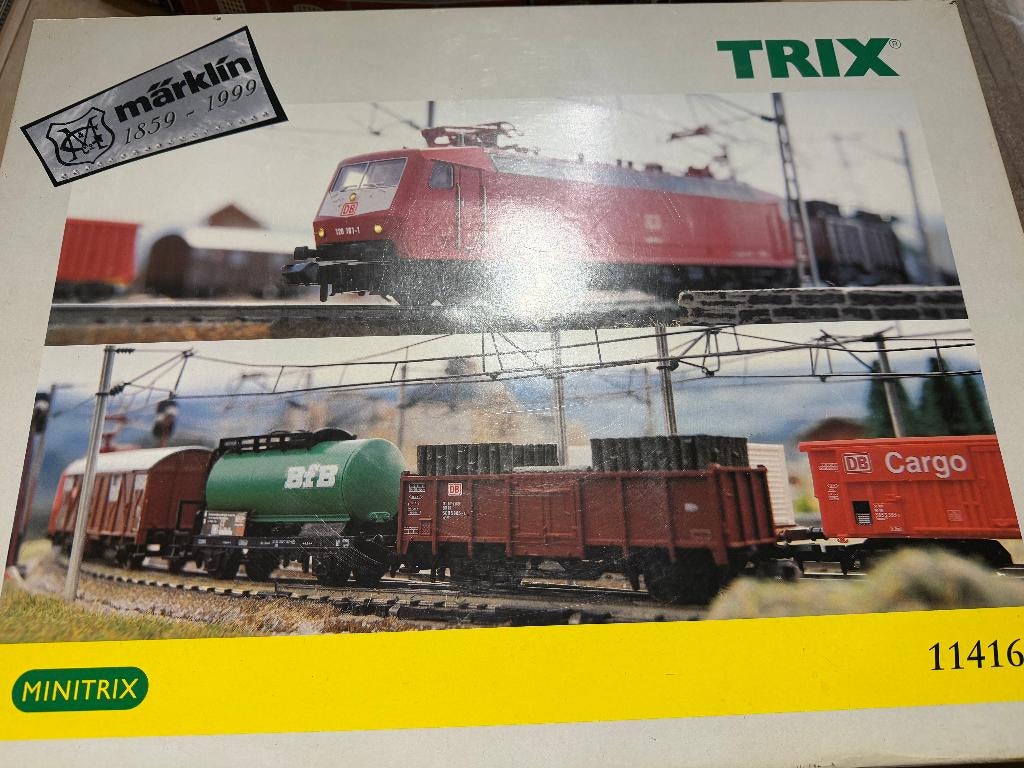 märklin
1859 - 1999
TRIX®
DB
120 101-1
BfB
DB
DB Cargo
MINITRIX
11416